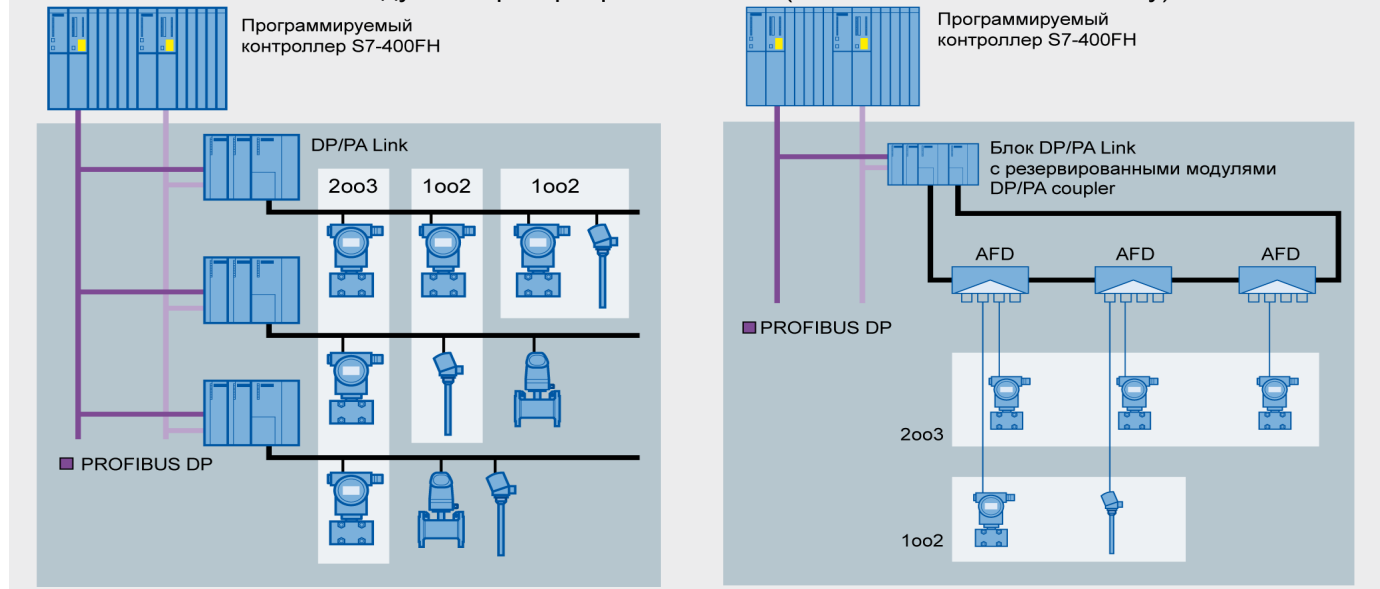 Программируемый
контроллер S7-400FH
DP/PA Link
2oo3
1oo2
1oo2
PROFIBUS DP
Программируемый
контроллер S7-400FH
Блок DP/PA Link
с резервированными модулями
DP/PA coupler
AFD
AFD
AFD
PROFIBUS DP
2oo3
1oo2